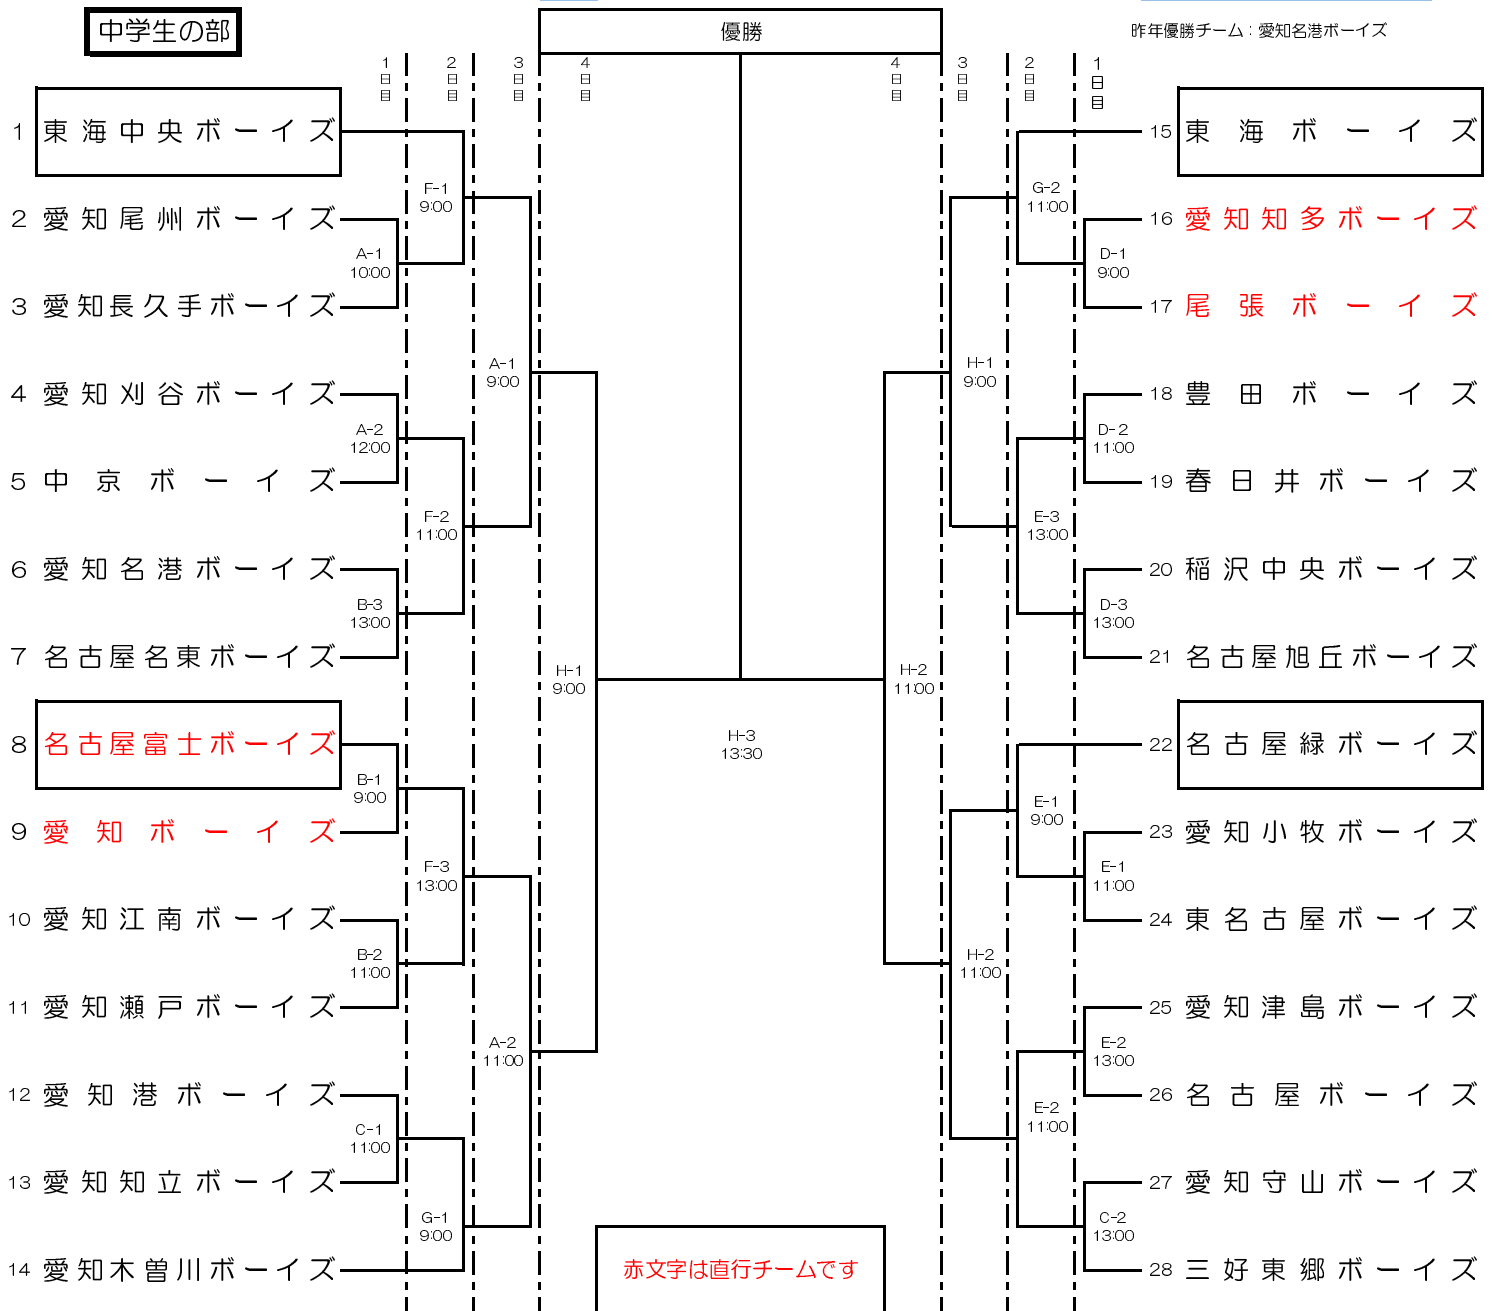 中学生の部
優勝
昨年優勝チーム：愛知名港ボーイズ
1日目
2日目
3日目
4日目
4日目
3日目
2日目
1日目
1 東海中央ボーイズ
2 愛知尾州ボーイズ
3 愛知長久手ボーイズ
4 愛知刈谷ボーイズ
5 中京ボーイズ
6 愛知名港ボーイズ
7 名古屋名東ボーイズ
8 名古屋富士ボーイズ
9 愛知ボーイズ
10 愛知江南ボーイズ
11 愛知瀬戸ボーイズ
12 愛知港ボーイズ
13 愛知知立ボーイズ
14 愛知木曽川ボーイズ
A-1
10:00
A-2
12:00
B-3
13:00
B-1
9:00
B-2
11:00
C-1
11:00
F-1
9:00
F-2
11:00
F-3
13:00
G-1
9:00
A-1
9:00
A-2
11:00
H-1
9:00
H-3
13:30
H-2
11:00
H-1
9:00
H-2
11:00
G-2
11:00
E-3
13:00
E-1
9:00
E-2
11:00
D-1
9:00
D-2
11:00
D-3
13:00
E-1
11:00
E-2
13:00
C-2
13:00
15 東海ボーイズ
16 愛知知多ボーイズ
17 尾張ボーイズ
18 豊田ボーイズ
19 春日井ボーイズ
20 稲沢中央ボーイズ
21 名古屋旭丘ボーイズ
22 名古屋緑ボーイズ
23 愛知小牧ボーイズ
24 東名古屋ボーイズ
25 愛知津島ボーイズ
26 名古屋ボーイズ
27 愛知守山ボーイズ
28 三好東郷ボーイズ
赤文字は直行チームです